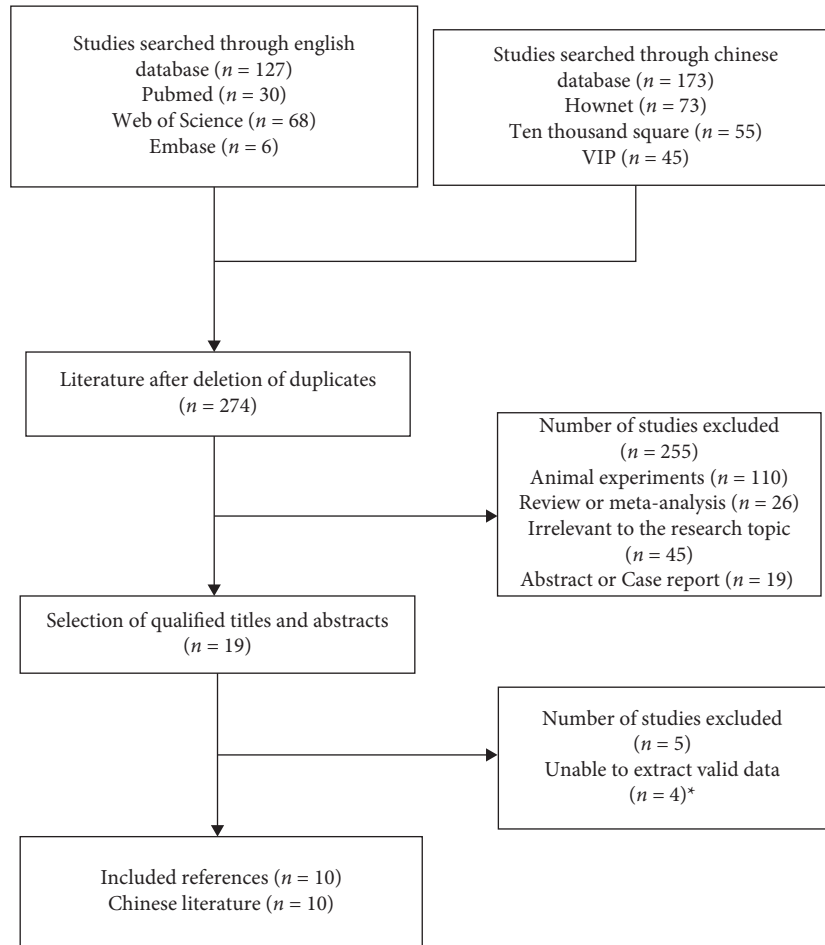 Studies searched through english
database (n = 127)
Pubmed (n = 30)
Web of Science (n = 68)
Embase (n = 6)
Studies searched through chinese
database (n = 173)
Hownet (n = 73)
Ten thousand square (n = 55)
VIP (n = 45)
Literature after deletion of duplicates
(n = 274)
Number of studies excluded
(n = 255)
Animal experiments (n = 110)
Review or meta-analysis (n = 26)
Irrelevant to the research topic
(n = 45)
Abstract or Case report (n = 19)
Selection of qualified titles and abstracts
(n = 19)
Number of studies excluded
(n = 5)
Unable to extract valid data
(n = 4)*
Included references (n = 10)
Chinese literature (n = 10)